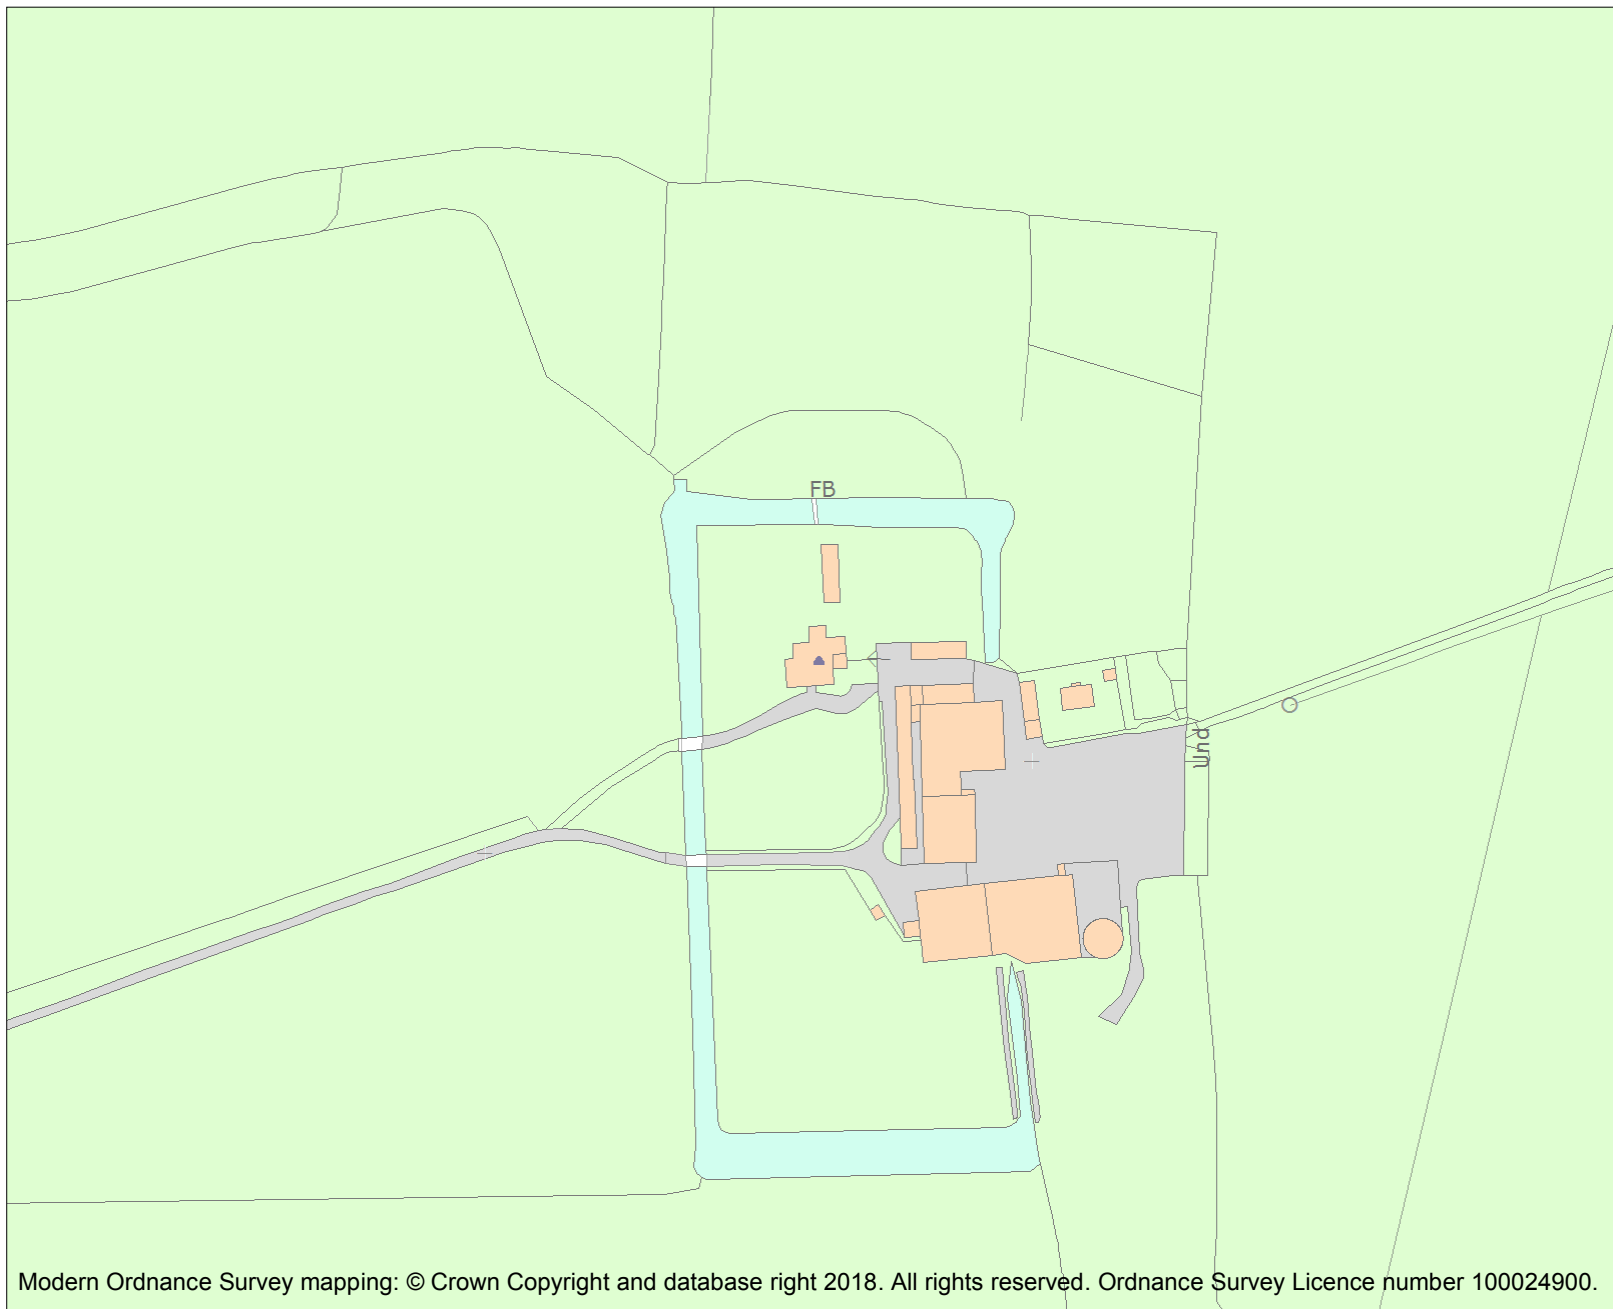 FB
Und
Modern Ordnance Survey mapping: © Crown Copyright and database right 2018. All rights reserved. Ordnance Survey Licence number 100024900.